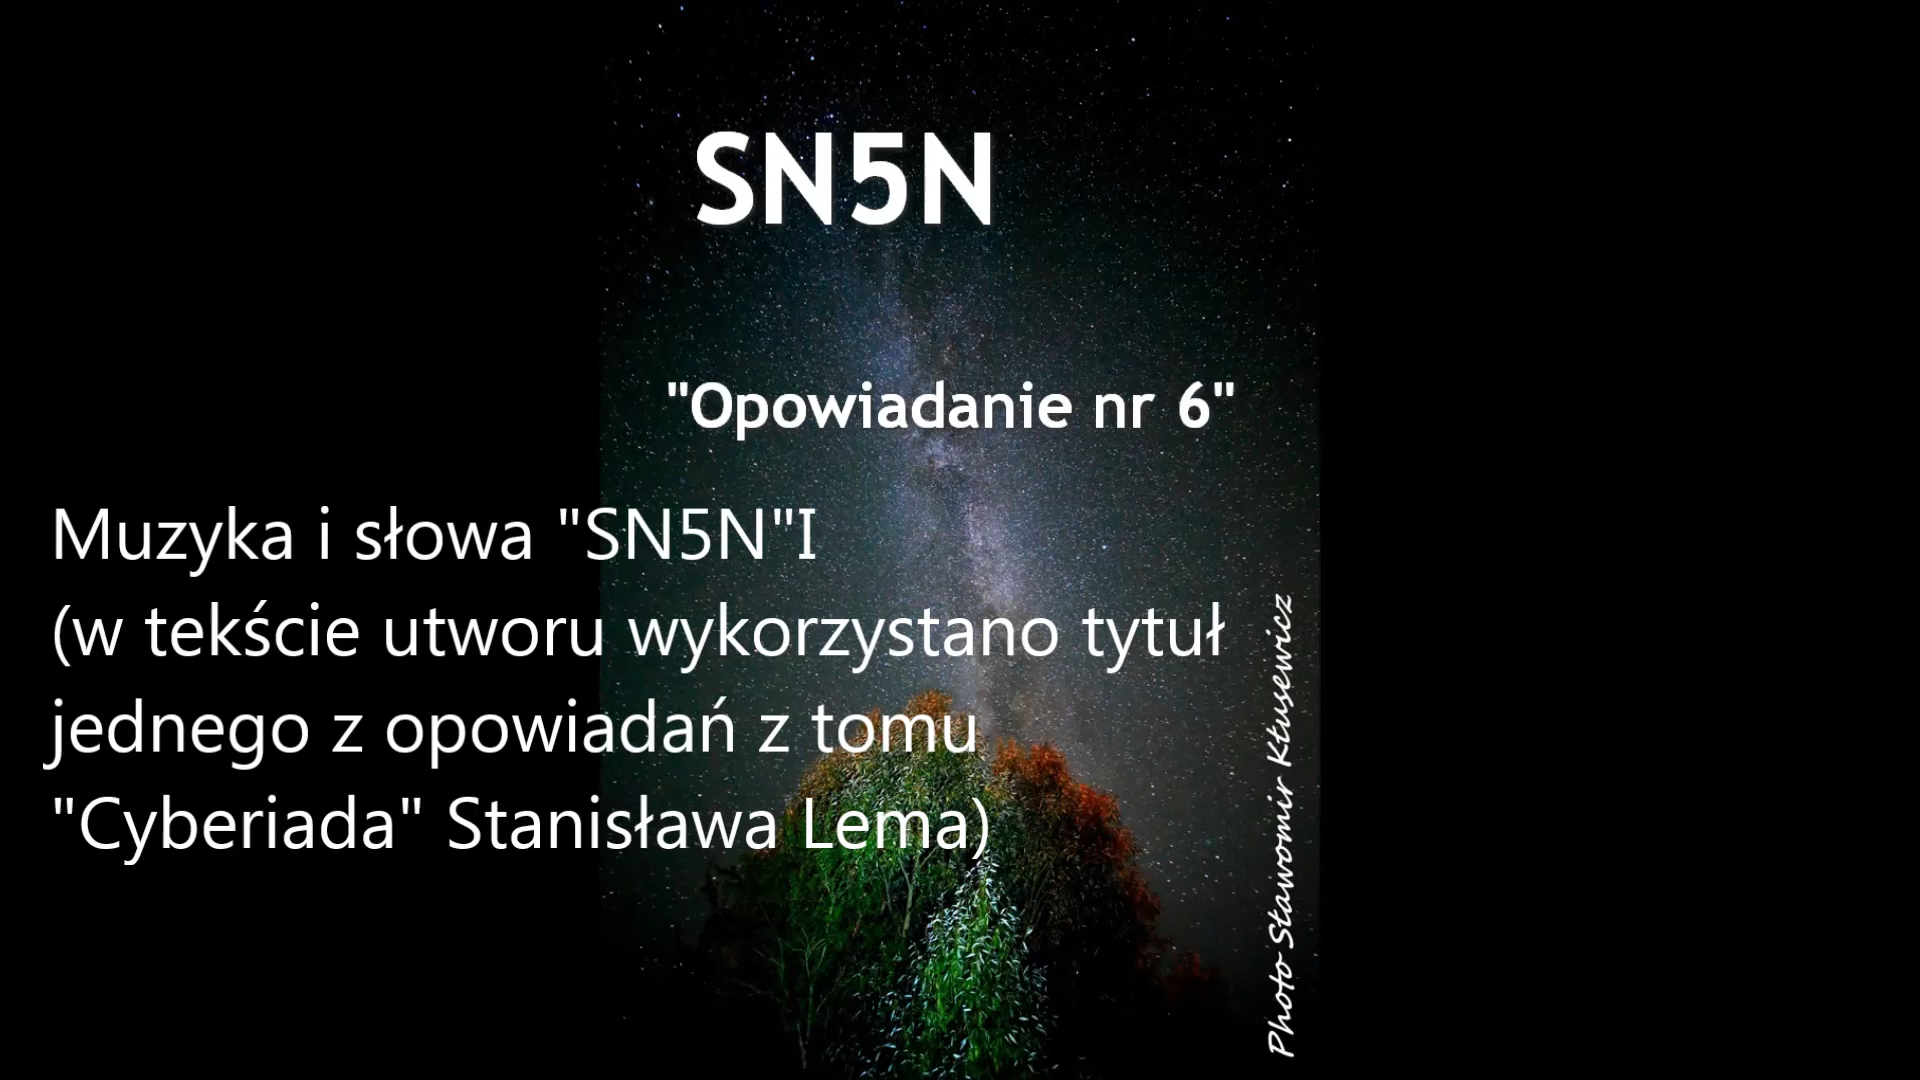 SN5N
"Opowiadanie nr 6"
Muzyka i słowa "SN5N"I
(w tekście utworu wykorzystano tytuł
jednego z opowiadań z tomu
"Cyberiada" Stanisława Lema)
Photo Sławomir Kłusewicz